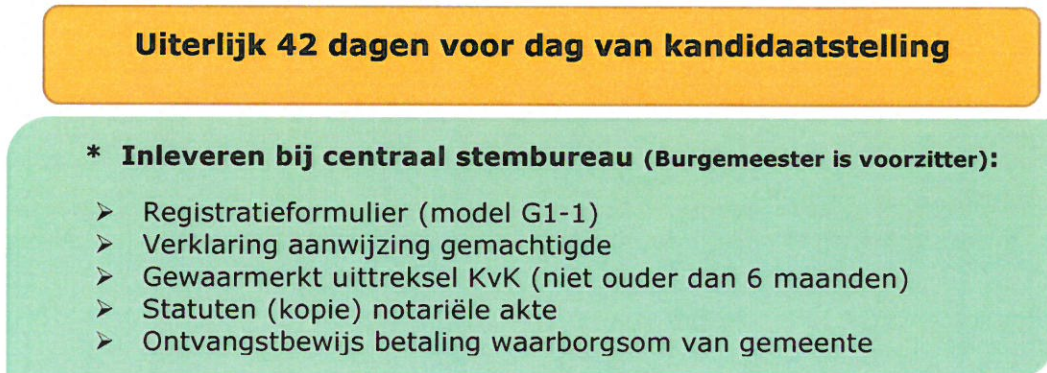 Uiterlijk 42 dagen voor dag van kandidaatstelling
* Inleveren bij centraal stembureau (Burgemeester is voorzitter):
➢ Registratieformulier (model G1-1)
➢ Verklaring aanwijzing gemachtigde
➢ Gewaarmerkt uittreksel KvK (niet ouder dan 6 maanden)
➢ Statuten (kopie) notariële akte
➢ Ontvangstbewijs betaling waarborgsom van gemeente